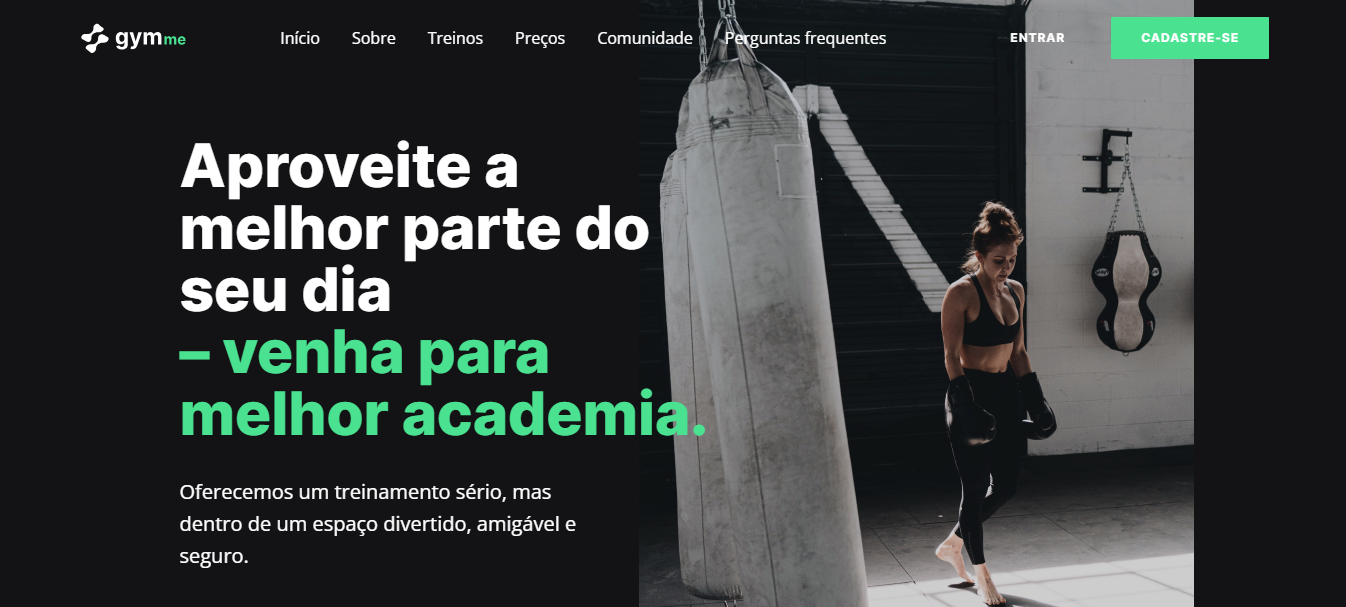 gymme
Início Sobre Treinos Preços Comunidade Perguntas frequentes
ENTRAR
CADASTRE-SE
Aproveite a
melhor parte do
seu dia
– venha para
melhor academia.
Oferecemos um treinamento sério, mas
dentro de um espaço divertido, amigável e
seguro.